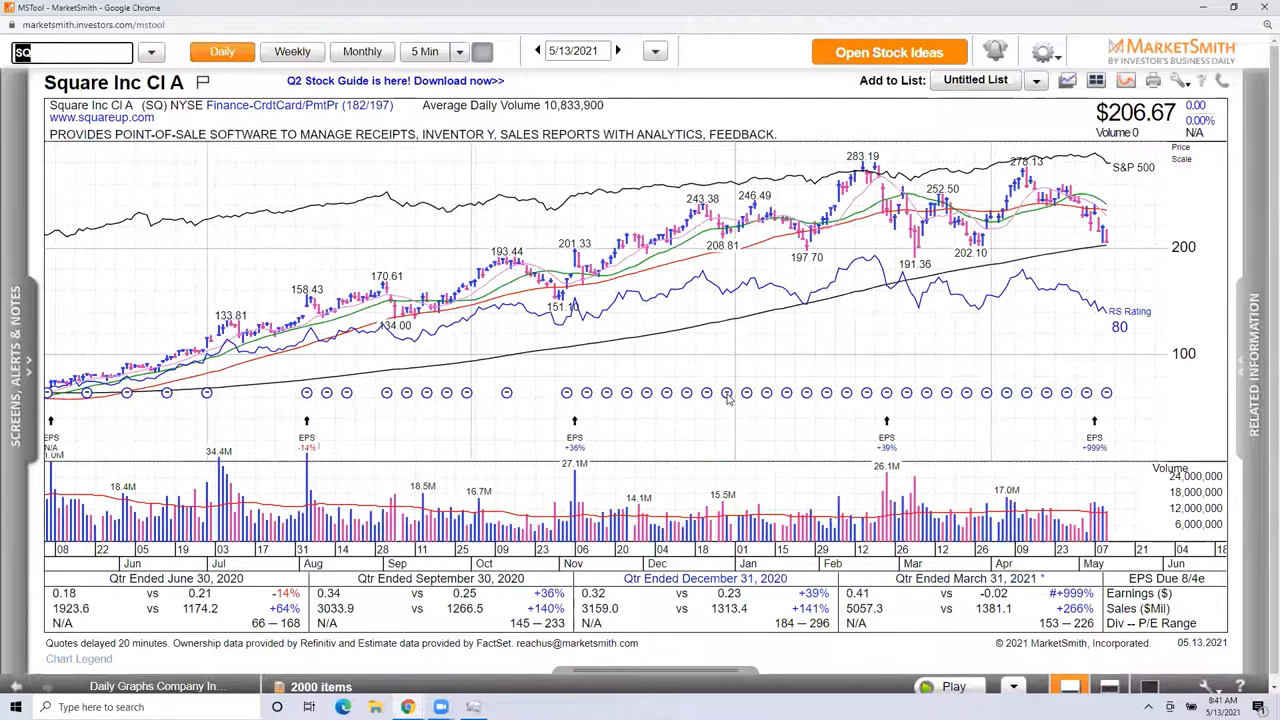 MSTool - MarketSmith - Google Chrome
marketsmith.investors.com/mstool
SQ
Daily
Weekly
Monthly
5 Min
5/13/2021
Open Stock Ideas
MARKETSMITH
BY INVESTOR'S BUSINESS DAILY
Square Inc Cl A
Q2 Stock Guide is here! Download now>>
Add to List:
Untitled List
Square Inc Cl A (SQ) NYSE Finance-CrdtCard/PmtPr (182/197) Average Daily Volume 10,833,900
www.squareup.com
PROVIDES POINT-OF-SALE SOFTWARE TO MANAGE RECEIPTS, INVENTOR Y, SALES REPORTS WITH ANALYTICS, FEEDBACK.
$206.67
0.00
0.00%
Volume 0
N/A
Price
Scale
S&P 500
283.19
278.13
252.50
246.49
243.38
208.81
201.33
197.70
202.10
191.36
193.44
170.61
158.43
151.10
133.81
134.00
200
100
RS Rating
80
EPS
N/A
EPS
-14%
EPS
+36%
EPS
+39%
EPS
+999%
1.0M
34.4M
18.4M
18.5M
16.7M
27.1M
14.1M
15.5M
26.1M
17.0M
Volume
24,000,000
18,000,000
12,000,000
6,000,000
08 22 05 19 03 17 31 14 28 11 25 09 23 06 20 04 18 01 15 29 12 26 12 26 09 23 07 21 04 18
Jun Jul Aug Sep Oct Nov Dec Jan Feb Mar Apr May Jun
Qtr Ended June 30, 2020 Qtr Ended September 30, 2020 Qtr Ended December 31, 2020 Qtr Ended March 31, 2021 * EPS Due 8/4e
0.18 vs 0.21 -14% 0.34 vs 0.25 +36% 0.32 vs 0.23 +39% 0.41 vs -0.02 #+999% Earnings ($)
1923.6 vs 1174.2 +64% 3033.9 vs 1266.5 +140% 3159.0 vs 1313.4 +141% 5057.3 vs 1381.1 +266% Sales ($Mil)
N/A 66 — 168 N/A 145 — 233 N/A 184 — 296 N/A 153 — 226 Div -- P/E Range
Quotes delayed 20 minutes. Ownership data provided by Refinitiv and Estimate data provided by FactSet. reachus@marketsmith.com
© 2021 MarketSmith, Incorporated.
05.13.2021
Chart Legend
SCREENS, ALERTS & NOTES
RELATED INFORMATION
Daily Graphs Company In...
2000 items
Play
Type here to search
8:41 AM
5/13/2021